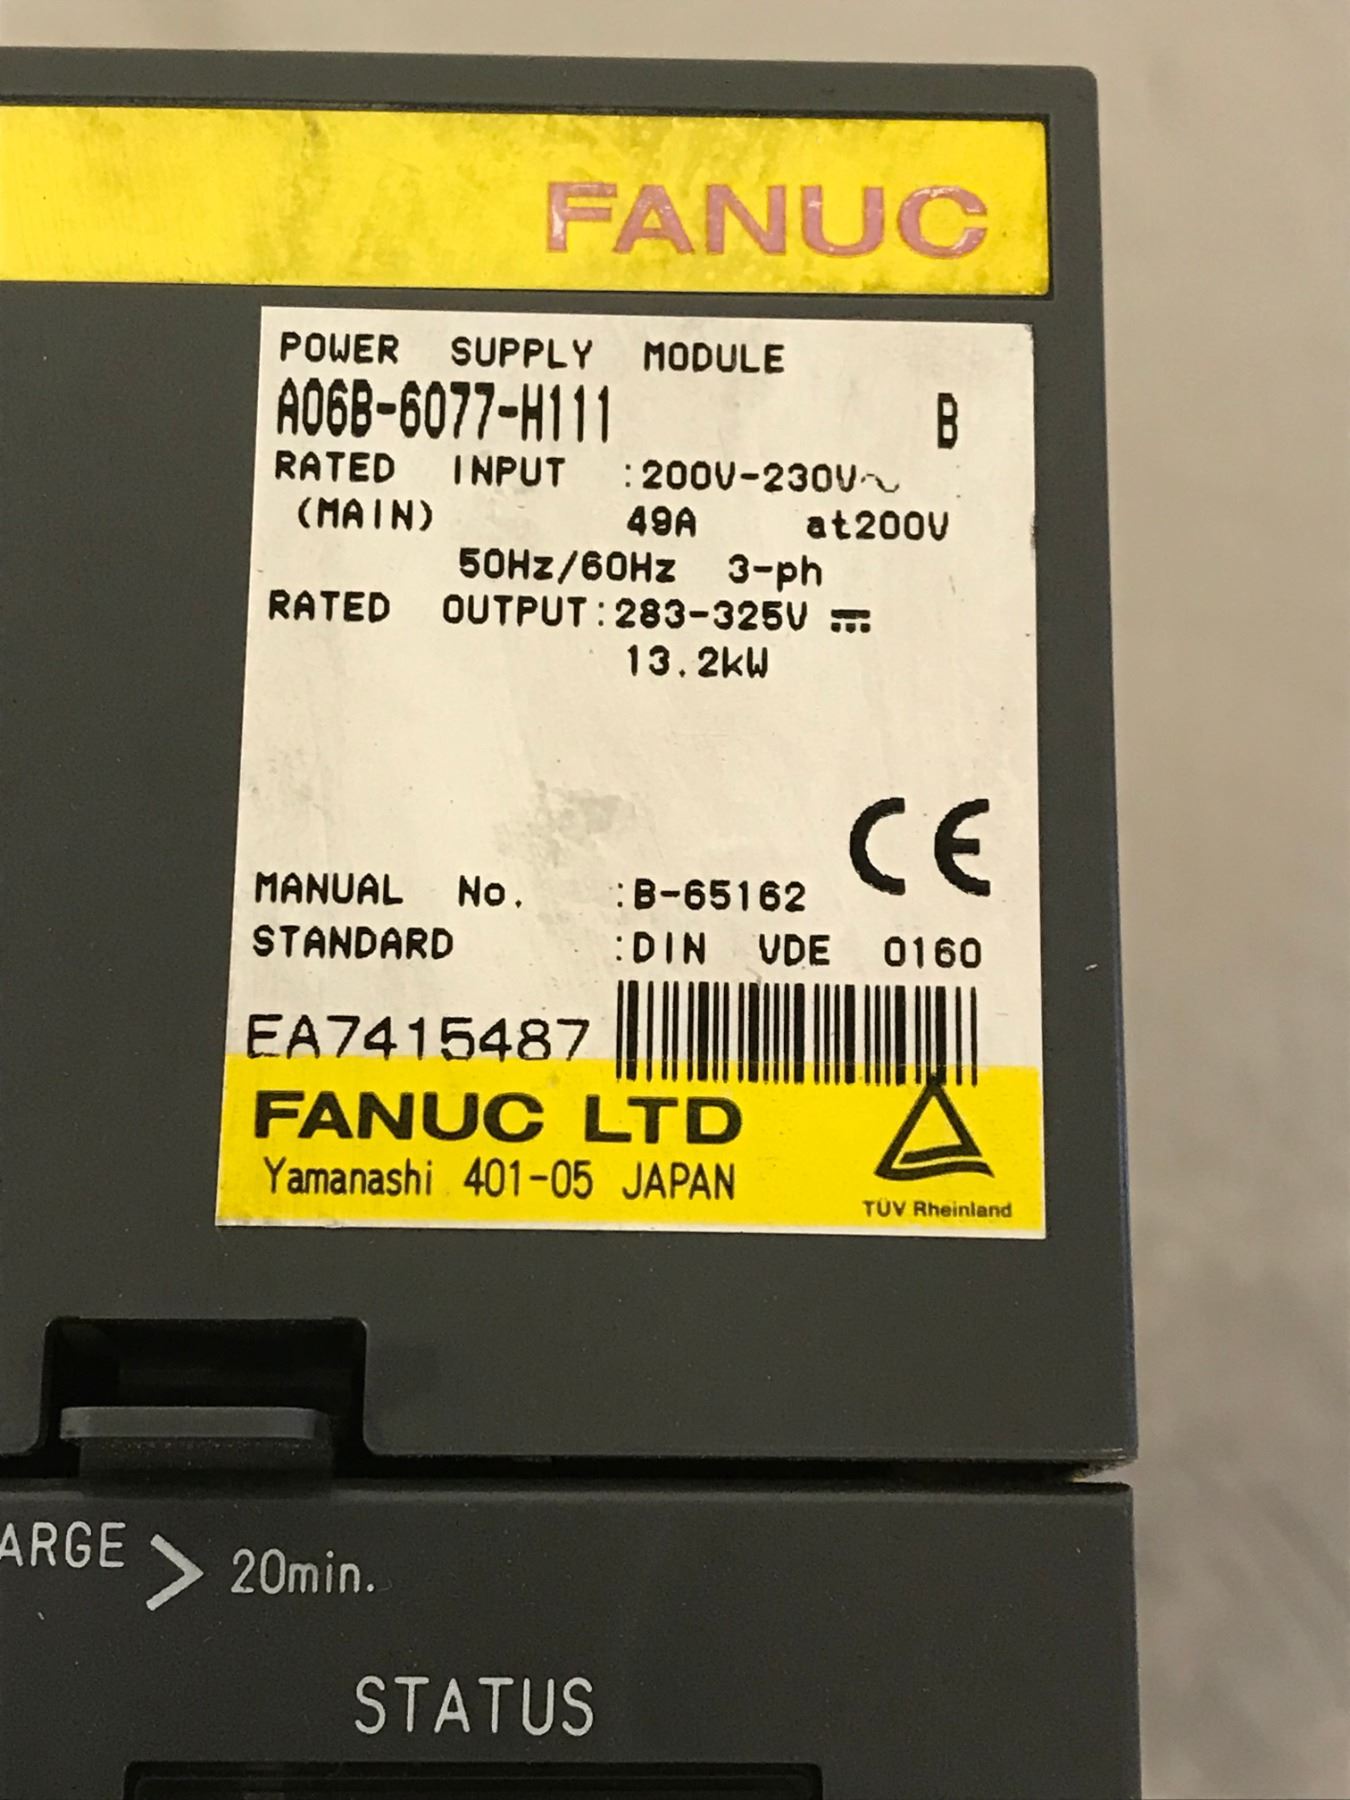 FANUC
POWER SUPPLY MODULE
A06B-6077-H111 B
RATED INPUT :200V-230V~
(MAIN) 49A at200V
50Hz/60Hz 3-ph
RATED OUTPUT:283-325V ⎓
13.2kW
CE
MANUAL No. :B-65162
STANDARD :DIN VDE 0160
EA7415487
FANUC LTD
Yamanashi 401-05 JAPAN
TÜV Rheinland
ARGE > 20min.
STATUS